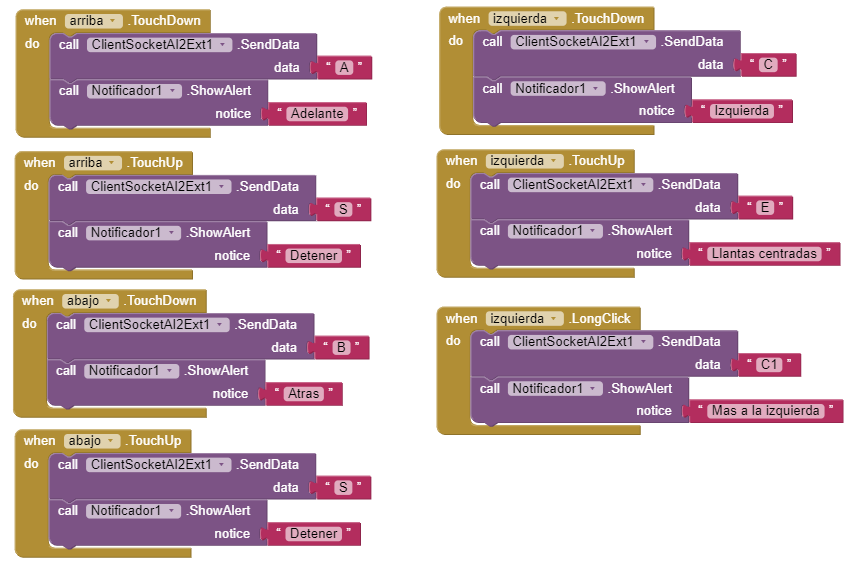 when arriba .TouchDown
do call ClientSocketAI2Ext1 .SendData
data " A "
call Notificador1 .ShowAlert
notice " Adelante "
when arriba .TouchUp
do call ClientSocketAI2Ext1 .SendData
data " S "
call Notificador1 .ShowAlert
notice " Detener "
when abajo .TouchDown
do call ClientSocketAI2Ext1 .SendData
data " B "
call Notificador1 .ShowAlert
notice " Atras "
when abajo .TouchUp
do call ClientSocketAI2Ext1 .SendData
data " S "
call Notificador1 .ShowAlert
notice " Detener "
when izquierda .TouchDown
do call ClientSocketAI2Ext1 .SendData
data " C "
call Notificador1 .ShowAlert
notice " Izquierda "
when izquierda .TouchUp
do call ClientSocketAI2Ext1 .SendData
data " E "
call Notificador1 .ShowAlert
notice " Llantas centradas "
when izquierda .LongClick
do call ClientSocketAI2Ext1 .SendData
data " C1 "
call Notificador1 .ShowAlert
notice " Mas a la izquierda "